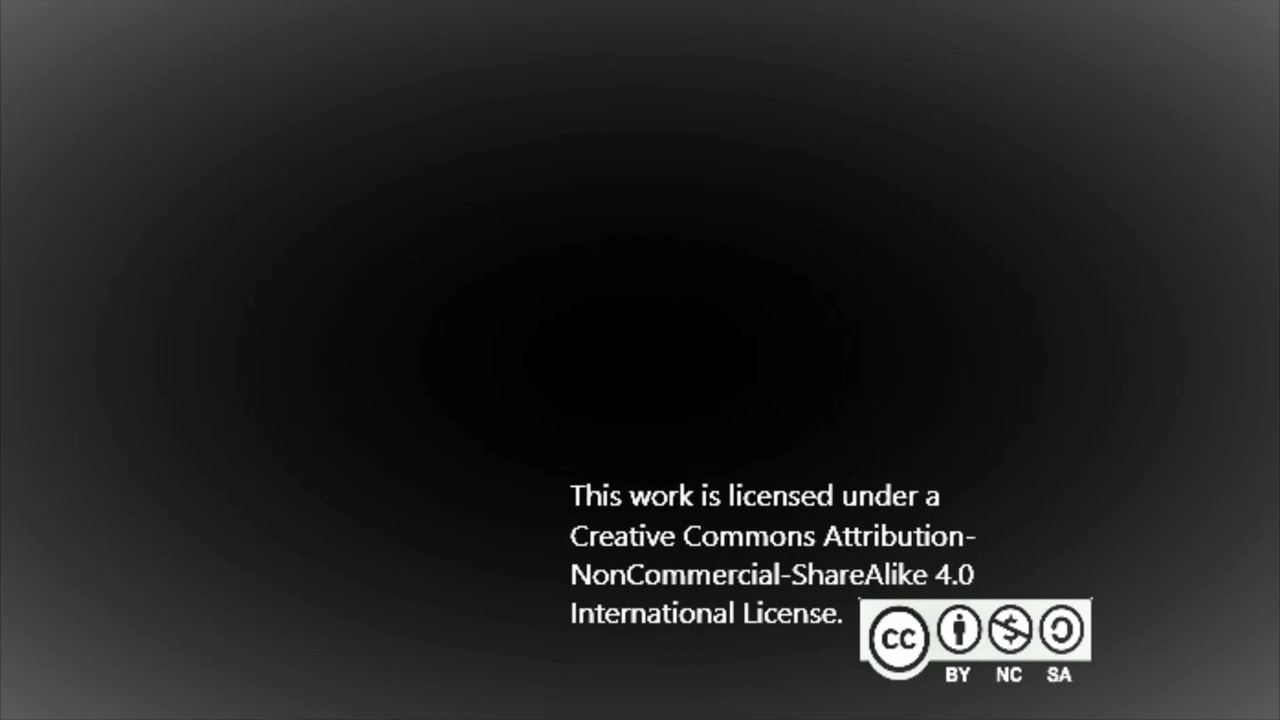 This work is licensed under a
Creative Commons Attribution-
NonCommercial-ShareAlike 4.0
International License.
CC
BY NC SA